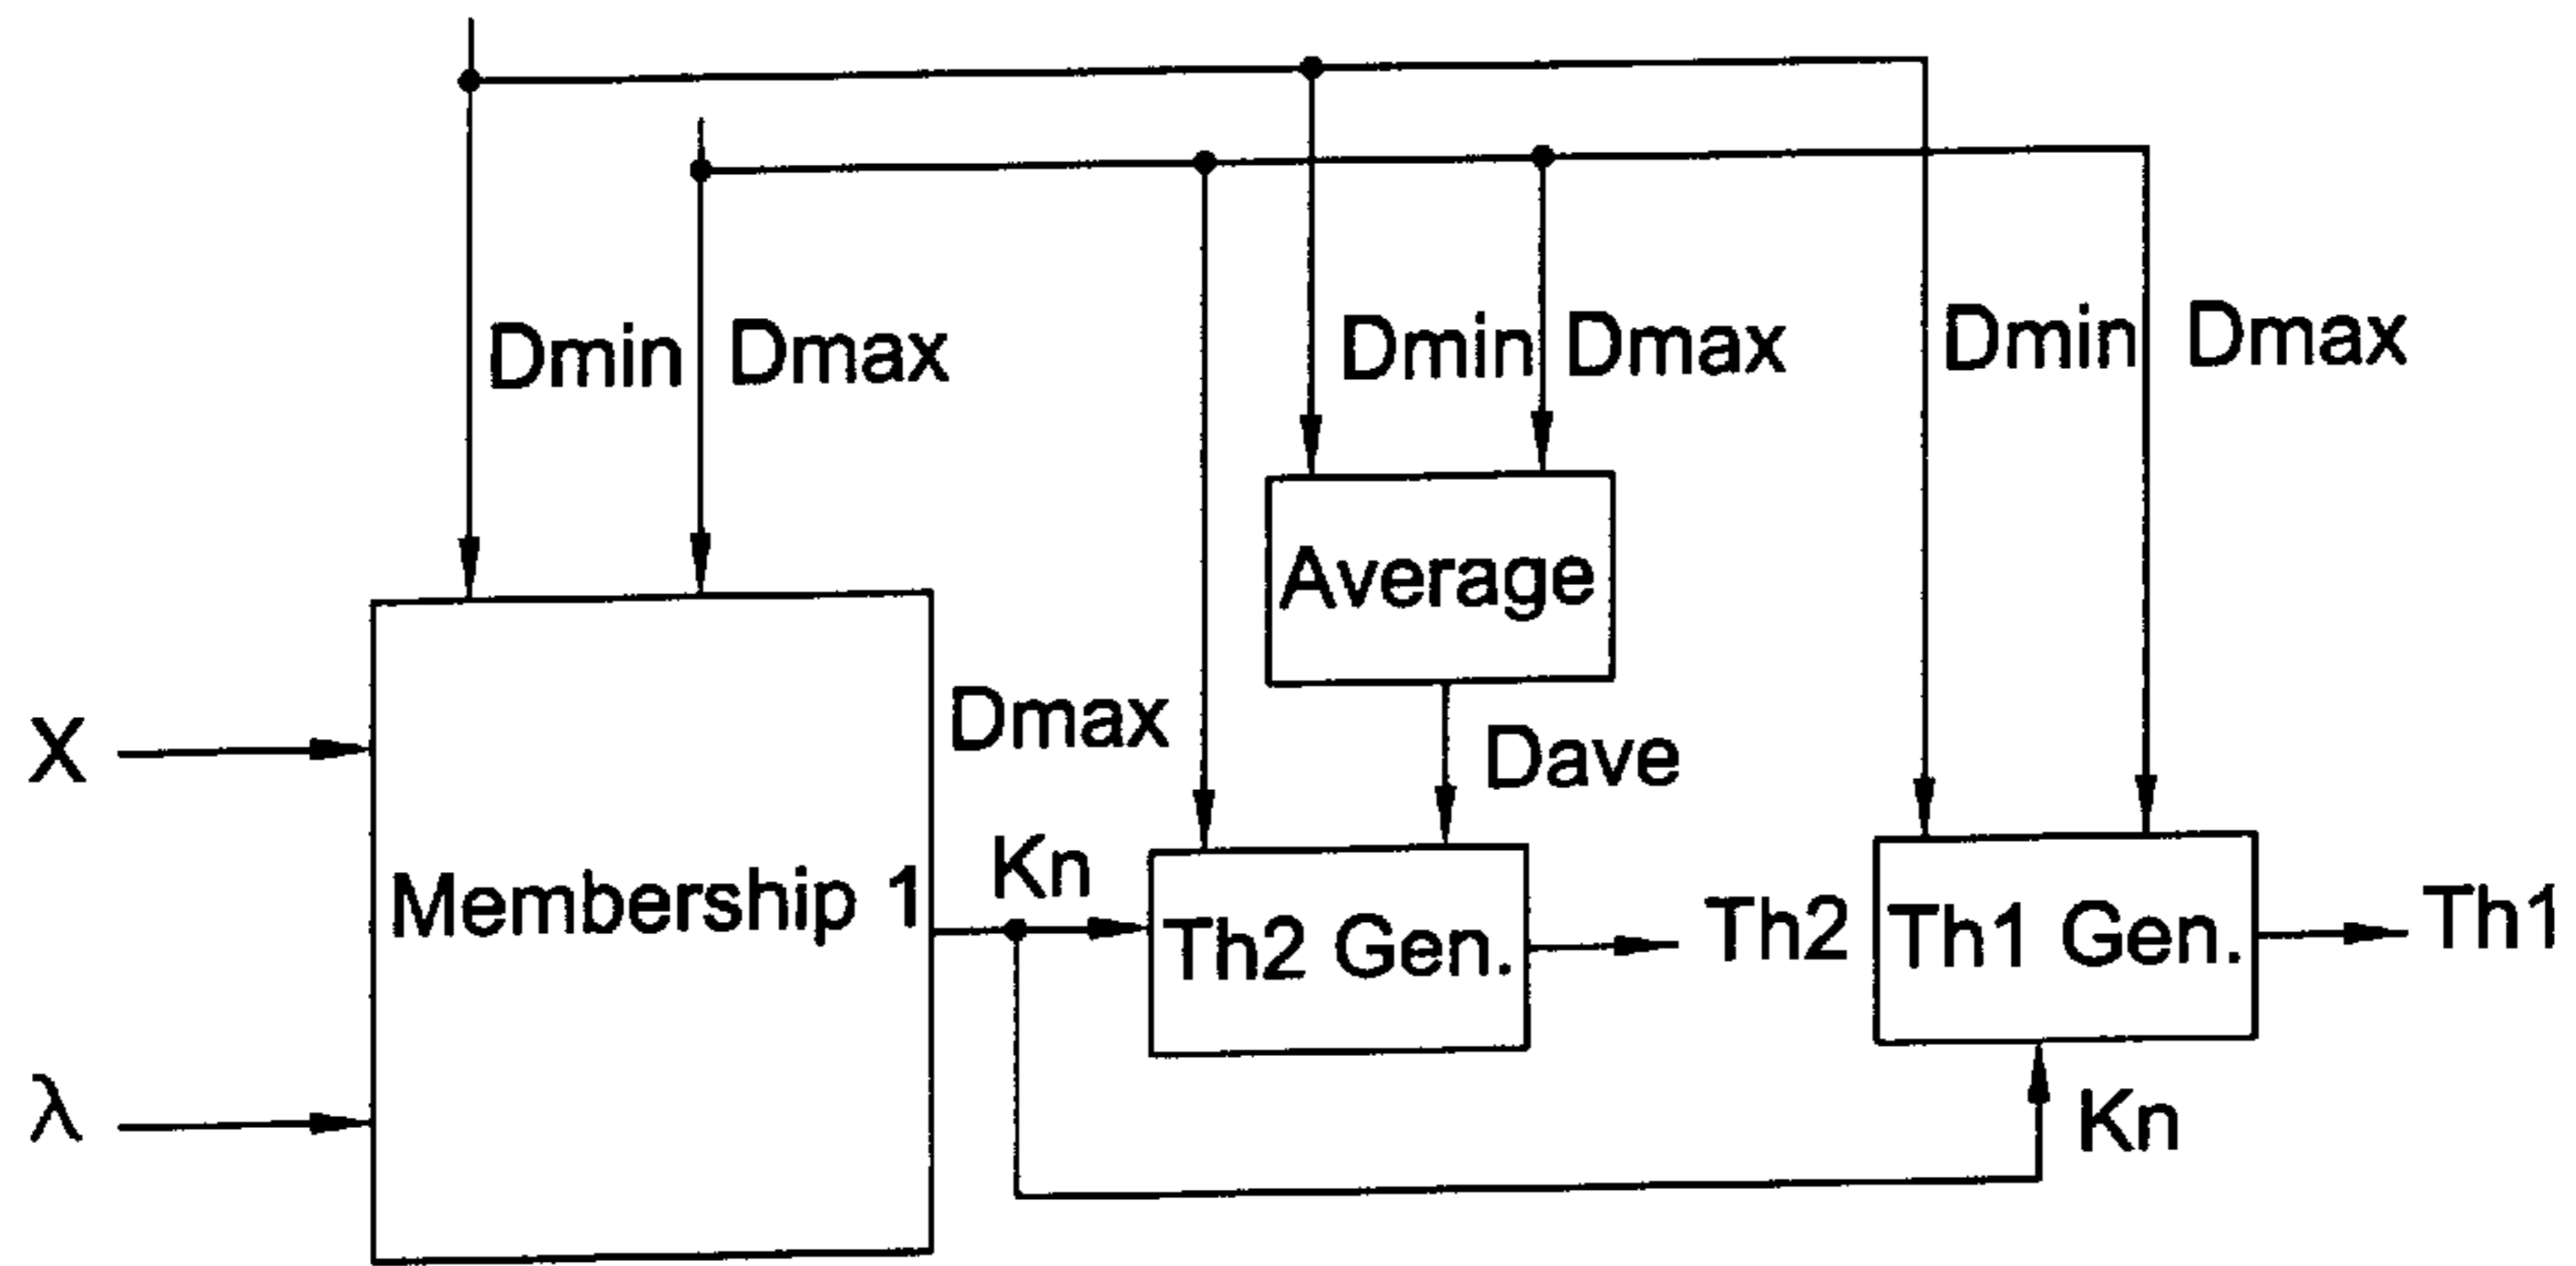 Dmin Dmax
Dmin Dmax
Dmin Dmax
Average
X
Dmax
Dave
Membership 1
Kn
Th2 Gen.
Th2
Th1 Gen.
Th1
λ
Kn